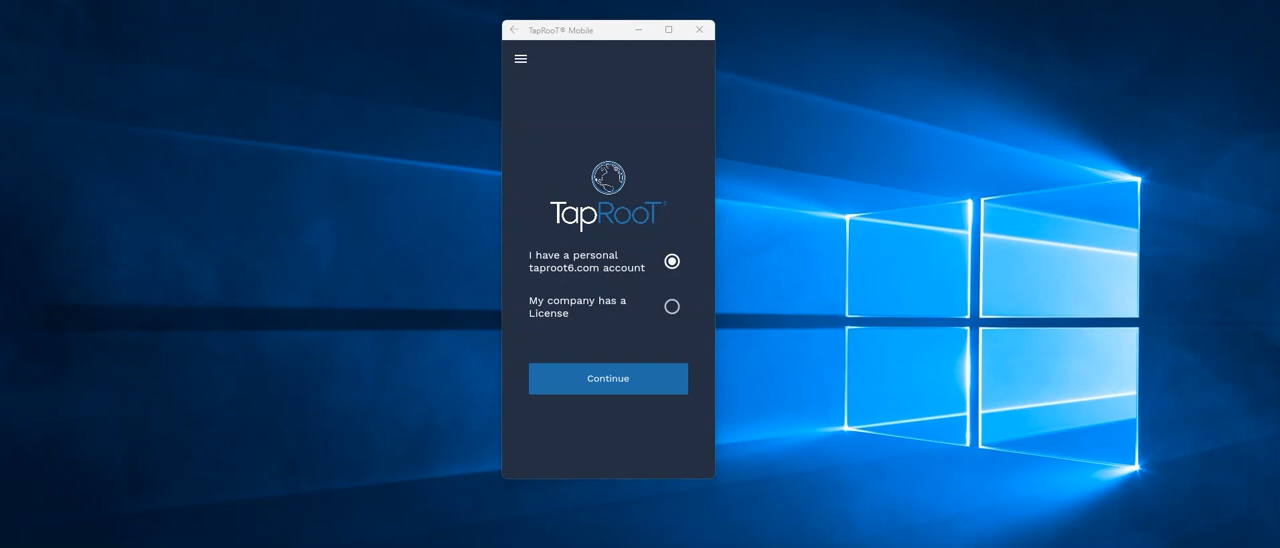 TapRooT® Mobile
TapRooT®
I have a personal
taproot6.com account
My company has a
License
Continue